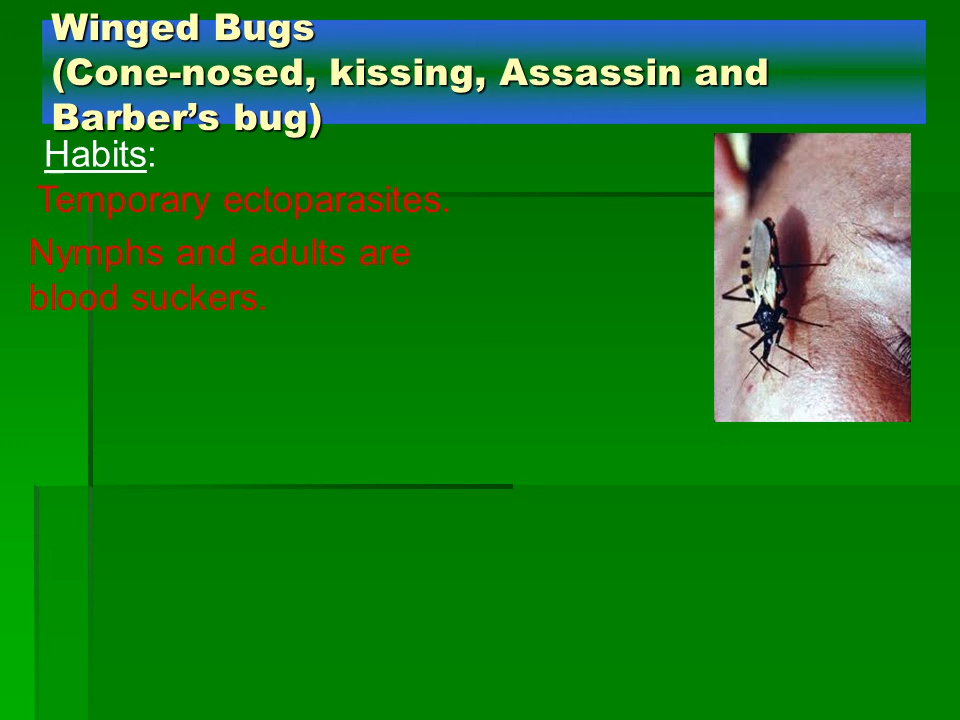 Winged Bugs
(Cone-nosed, kissing, Assassin and
Barber’s bug)
Habits:
Temporary ectoparasites.
Nymphs and adults are
blood suckers.